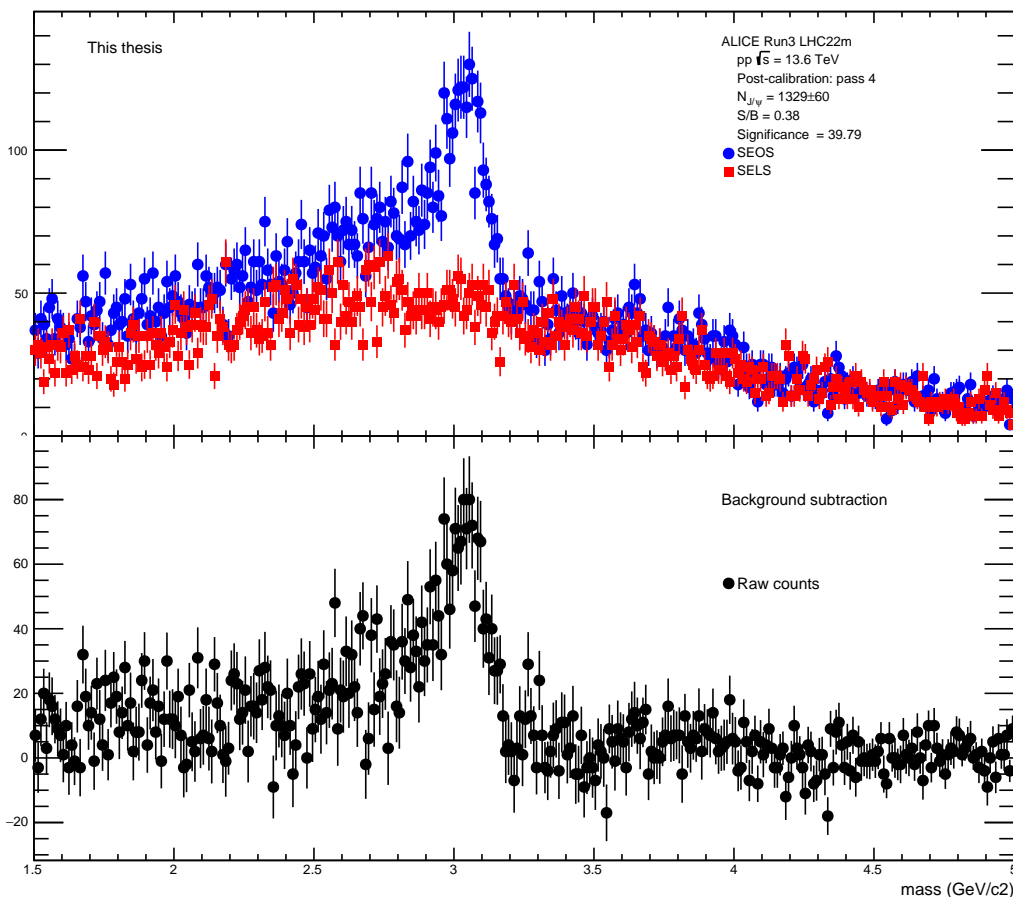 This thesis
ALICE Run3 LHC22m
pp √s = 13.6 TeV
Post-calibration: pass 4
N_J/ψ = 1329±60
S/B = 0.38
Significance = 39.79
SEOS
SELS
100
50
0
Background subtraction
Raw counts
80
60
40
20
0
−20
1.5 2 2.5 3 3.5 4 4.5 5
mass (GeV/c2)